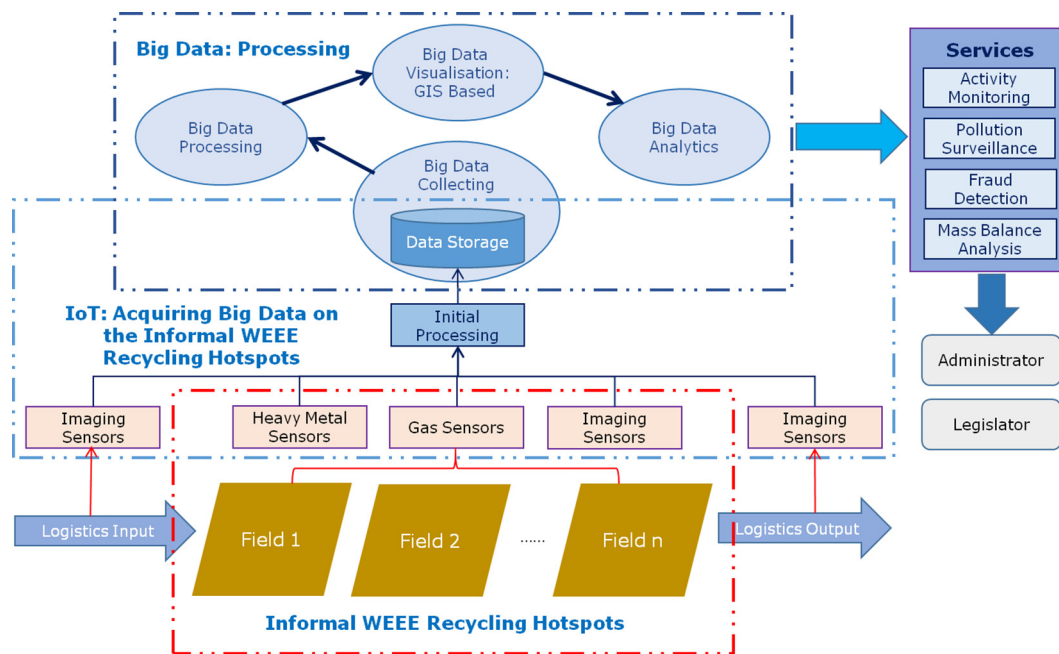 Big Data: Processing
Big Data
Visualisation:
GIS Based
Big Data
Processing
Big Data
Analytics
Big Data
Collecting
Data Storage
Services
Activity
Monitoring
Pollution
Surveillance
Fraud
Detection
Mass Balance
Analysis
IoT: Acquiring Big Data on
the Informal WEEE
Recycling Hotspots
Initial
Processing
Administrator
Legislator
Imaging
Sensors
Heavy Metal
Sensors
Gas Sensors
Imaging
Sensors
Imaging
Sensors
Logistics Input
Field 1
Field 2
......
Field n
Logistics Output
Informal WEEE Recycling Hotspots